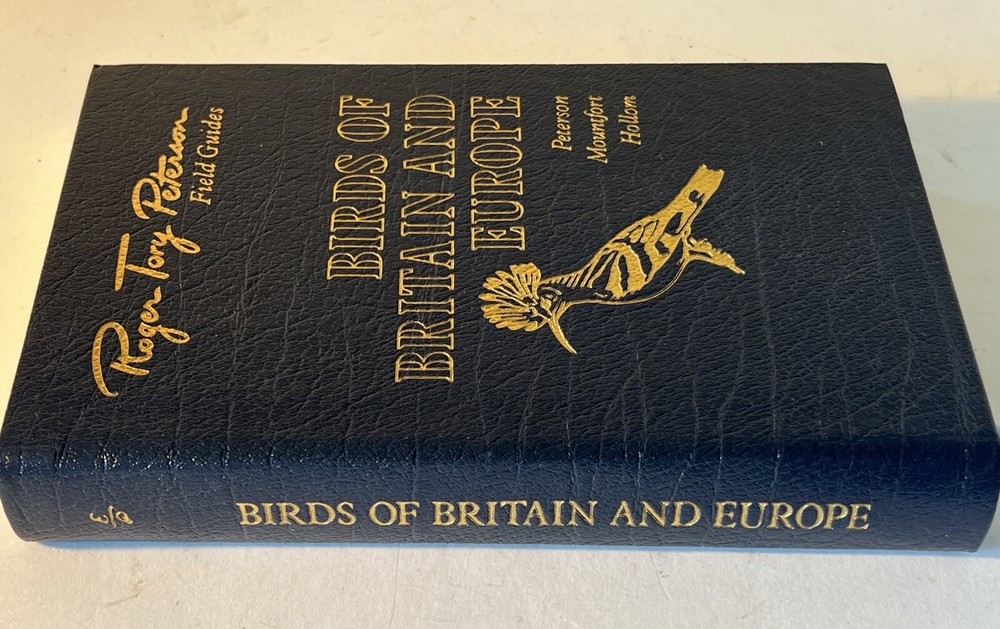 Roger Tory Peterson
Field Guides
BIRDS OF
BRITAIN AND
EUROPE
Peterson
Mountfort
Hollom
BIRDS OF BRITAIN AND EUROPE